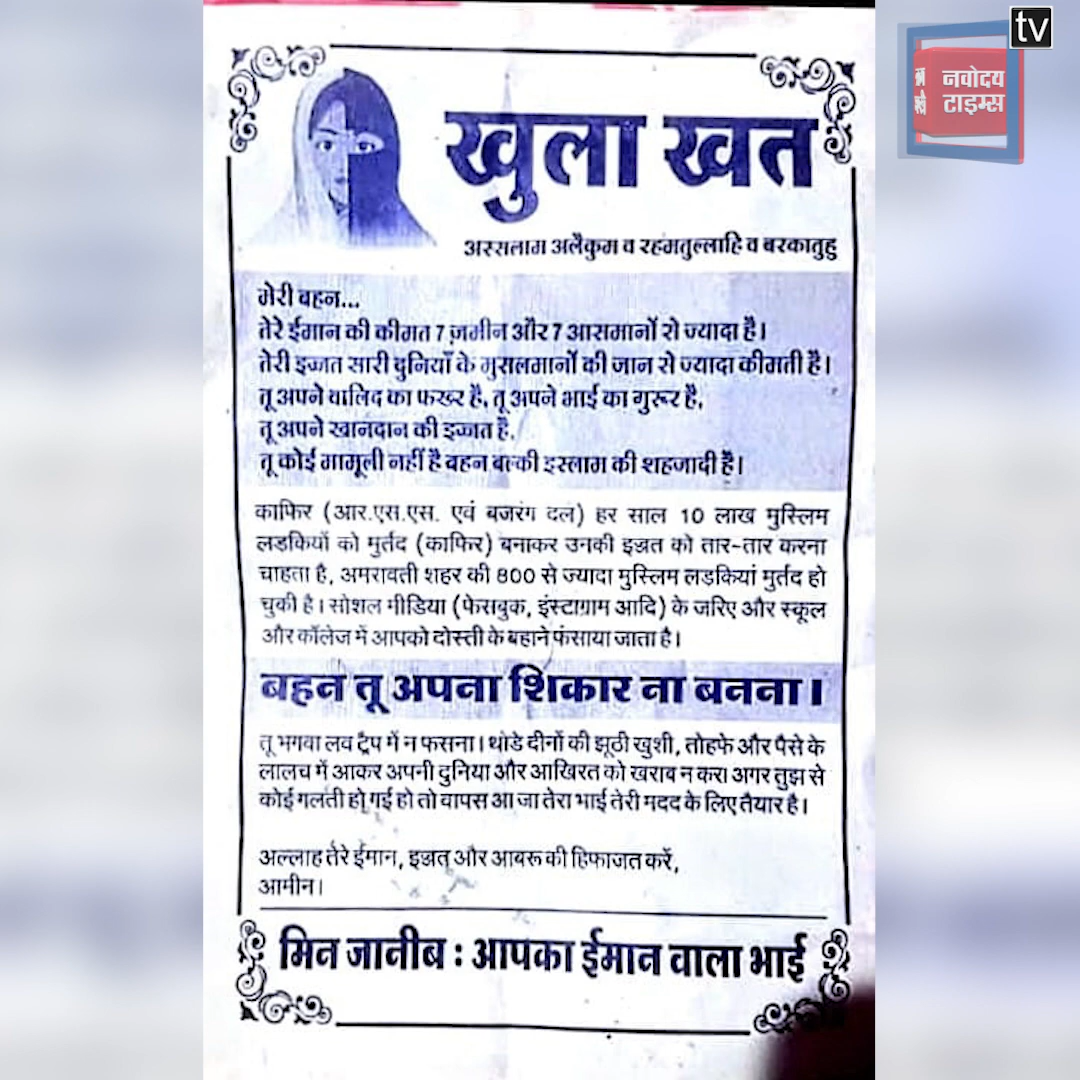 tv
नवोदय
टाइम्स
खुला खत
अस्सलाम अलैकुम व रहमतुल्लाहि व बरकातुहु
मेरी बहन...
तेरे ईमान की कीमत 7 ज़मीन और 7 आसमानों से ज्यादा है।
तेरी इज्जत सारी दुनियाँ के मुसलमानों की जान से ज्यादा कीमती है।
तू अपने वालिद का फख्र है, तू अपने भाई का गुरूर है,
तू अपने खानदान की इज्जत है,
तू कोई मामूली नहीं है बहन बल्की इस्लाम की शहजादी है।
काफिर (आर.एस.एस. एवं बजरंग दल) हर साल 10 लाख मुस्लिम
लडकियों को मुर्तद (काफिर) बनाकर उनकी इज्जत को तार-तार करना
चाहता है, अमरावती शहर की 800 से ज्यादा मुस्लिम लड़कियां मुर्तद हो
चुकी है। सोशल मीडिया (फेसबुक, इंस्टाग्राम आदि) के जरिए और स्कूल
और कॉलेज में आपको दोस्ती के बहाने फंसाया जाता है।
बहन तू अपना शिकार ना बनना।
तू भगवा लव ट्रैप में न फसना। थोडे दीनों की झूठी खुशी, तोहफे और पैसे के
लालच में आकर अपनी दुनिया और आखिरत को खराब न कर। अगर तुझ से
कोई गलती हो गई हो तो वापस आ जा तेरा भाई तेरी मदद के लिए तैयार है।
अल्लाह तेरे ईमान, इज्जत और आबरू की हिफाजत करें,
आमीन।
मिन जानीब : आपका ईमान वाला भाई